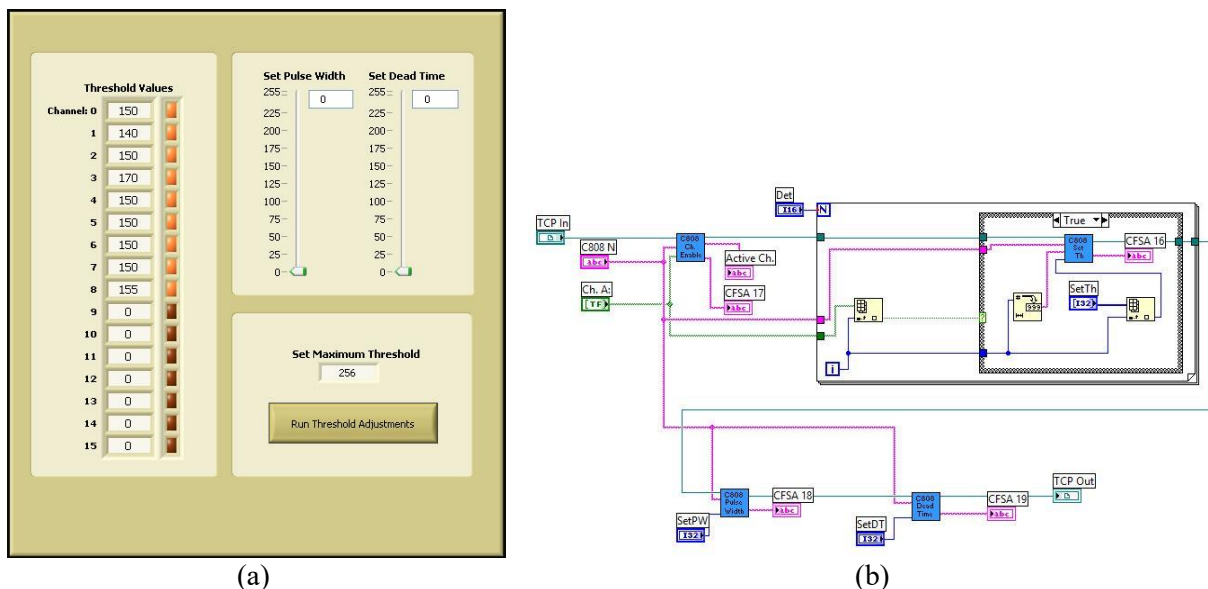 Threshold Values
Channel: 0 150
1 140
2 150
3 170
4 150
5 150
6 150
7 150
8 155
9 0
10 0
11 0
12 0
13 0
14 0
15 0
Set Pulse Width
0
255
225
200
175
150
125
100
75
50
25
0
Set Dead Time
0
255
225
200
175
150
125
100
75
50
25
0
Set Maximum Threshold
256
Run Threshold Adjustments
(a)
Det
I16
N
TCP In
C808 N
abc
Ch. A:
TF
C808
Ch.
Enable
Active Ch.
abc
CFSA 17
abc
i
True
C808
Set
Th
CFSA 16
abc
SetTh
I32
999
?
C808
Pulse
Width
CFSA 18
abc
SetPW
I32
C808
Dead
Time
CFSA 19
abc
SetDT
I32
TCP Out
(b)